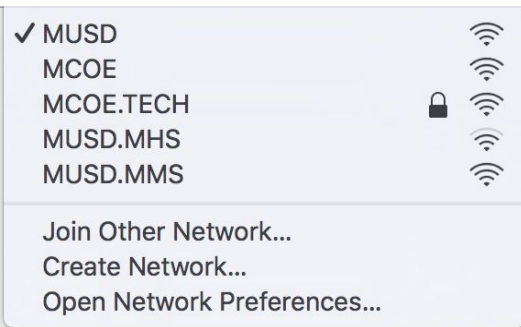 MUSD
MCOE
MCOE.TECH
MUSD.MHS
MUSD.MMS
Join Other Network...
Create Network...
Open Network Preferences...